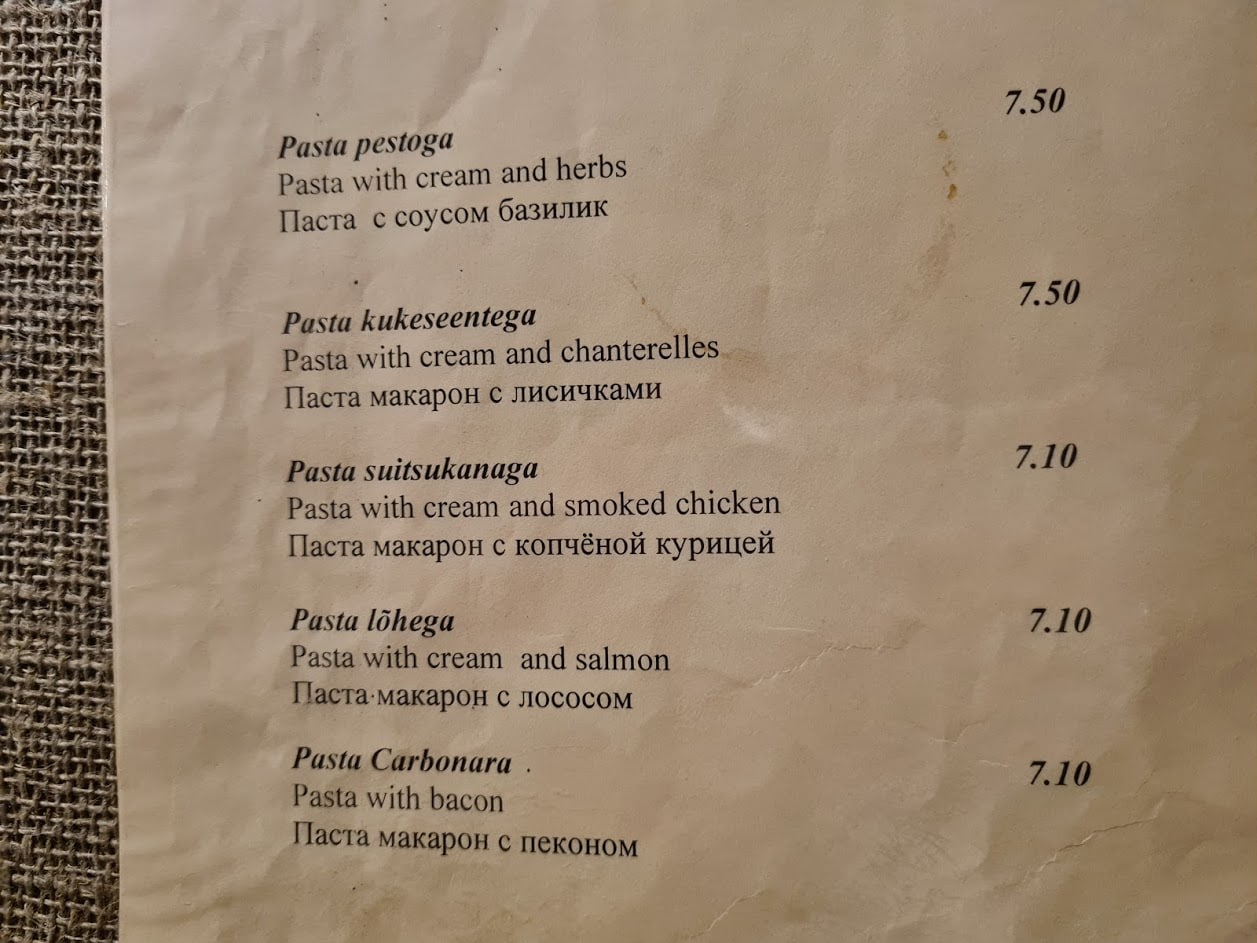 7.50
Pasta pestoga
Pasta with cream and herbs
Паста с соусом базилик
7.50
Pasta kukeseentega
Pasta with cream and chanterelles
Паста макарон с лисичками
7.10
Pasta suitsukanaga
Pasta with cream and smoked chicken
Паста макарон с копчёной курицей
Pasta lõhega 7.10
Pasta with cream and salmon
Паста макарон с лососом
Pasta Carbonara 7.10
Pasta with bacon
Паста макарон с пеконом